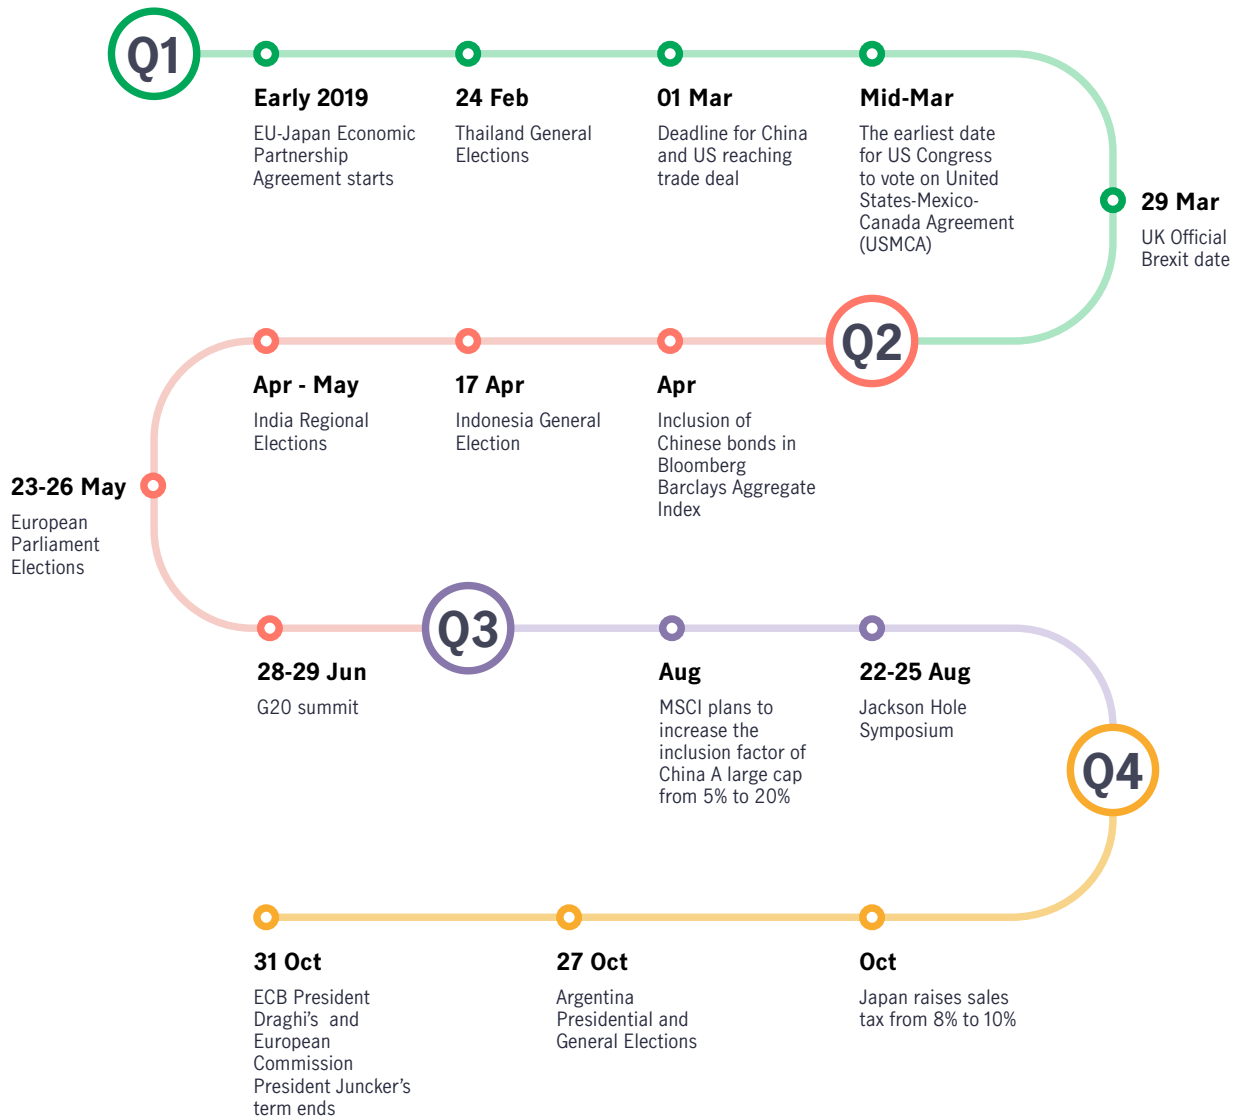 Q1
Early 2019
EU-Japan Economic
Partnership
Agreement starts
24 Feb
Thailand General
Elections
01 Mar
Deadline for China
and US reaching
trade deal
Mid-Mar
The earliest date
for US Congress
to vote on United
States-Mexico-
Canada Agreement
(USMCA)
29 Mar
UK Official
Brexit date
Q2
Apr
Inclusion of
Chinese bonds in
Bloomberg
Barclays Aggregate
Index
17 Apr
Indonesia General
Election
Apr - May
India Regional
Elections
23-26 May
European
Parliament
Elections
28-29 Jun
G20 summit
Q3
Aug
MSCI plans to
increase the
inclusion factor of
China A large cap
from 5% to 20%
22-25 Aug
Jackson Hole
Symposium
Q4
Oct
Japan raises sales
tax from 8% to 10%
27 Oct
Argentina
Presidential and
General Elections
31 Oct
ECB President
Draghi's  and
European
Commission
President Juncker's
term ends